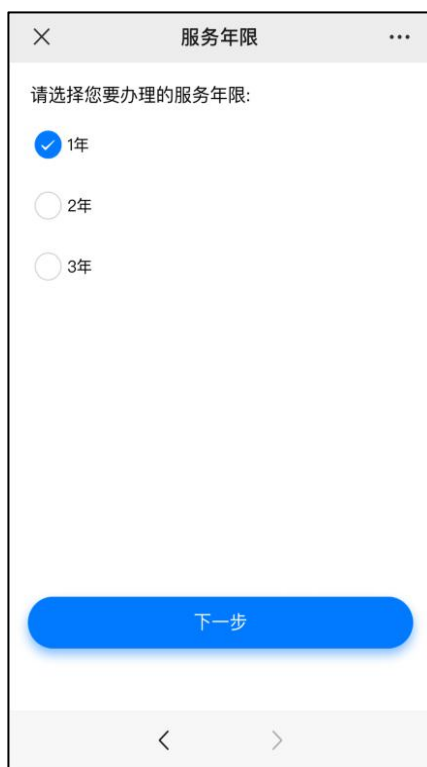 服务年限
请选择您要办理的服务年限:
1年
2年
3年
下一步